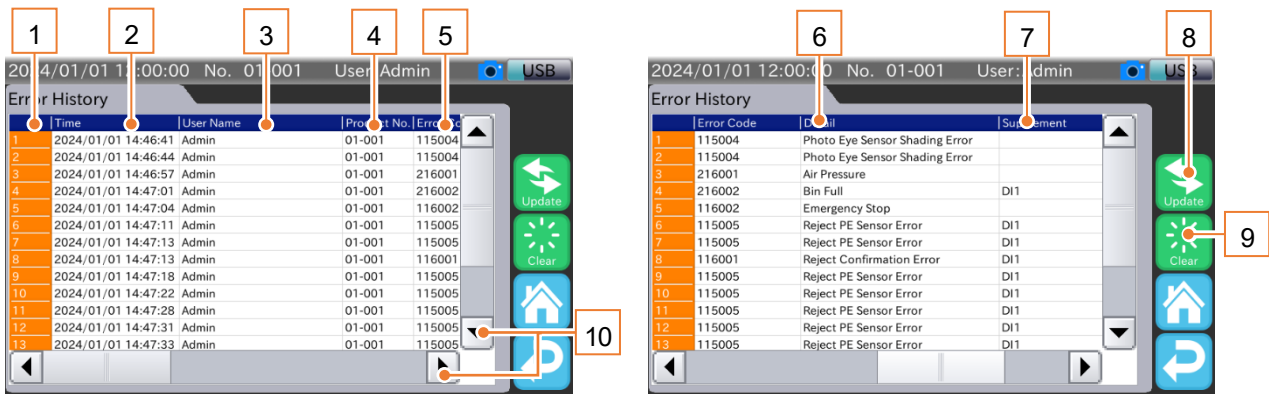 1 2 3 4 5
2024/01/01 12:00:00 No. 01-001 User:Admin USB
Error History
Time User Name Product No. Error Co
1 2024/01/01 14:46:41 Admin 01-001 115004
2 2024/01/01 14:46:44 Admin 01-001 115004
3 2024/01/01 14:46:57 Admin 01-001 216001
4 2024/01/01 14:47:01 Admin 01-001 216002
5 2024/01/01 14:47:04 Admin 01-001 116002
6 2024/01/01 14:47:11 Admin 01-001 115005
7 2024/01/01 14:47:13 Admin 01-001 115005
8 2024/01/01 14:47:13 Admin 01-001 116001
9 2024/01/01 14:47:18 Admin 01-001 115005
10 2024/01/01 14:47:22 Admin 01-001 115005
11 2024/01/01 14:47:28 Admin 01-001 115005
12 2024/01/01 14:47:31 Admin 01-001 115005
13 2024/01/01 14:47:33 Admin 01-001 115005
Update
Clear
10
6 7 8
2024/01/01 12:00:00 No. 01-001 User:Admin USB
Error History
Error Code Detail Supplement
1 115004 Photo Eye Sensor Shading Error
2 115004 Photo Eye Sensor Shading Error
3 216001 Air Pressure
4 216002 Bin Full DI1
5 116002 Emergency Stop
6 115005 Reject PE Sensor Error DI1
7 115005 Reject PE Sensor Error DI1
8 116001 Reject Confirmation Error DI1
9 115005 Reject PE Sensor Error DI1
10 115005 Reject PE Sensor Error DI1
11 115005 Reject PE Sensor Error DI1
12 115005 Reject PE Sensor Error DI1
13 115005 Reject PE Sensor Error DI1
Update
Clear
9